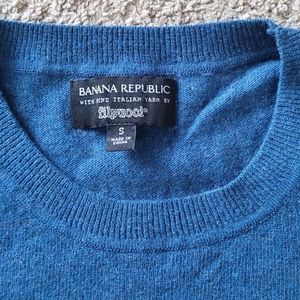 BANANA REPUBLIC
WITH FINE ITALIAN YARN BY
filpucci
S
MADE IN
CHINA